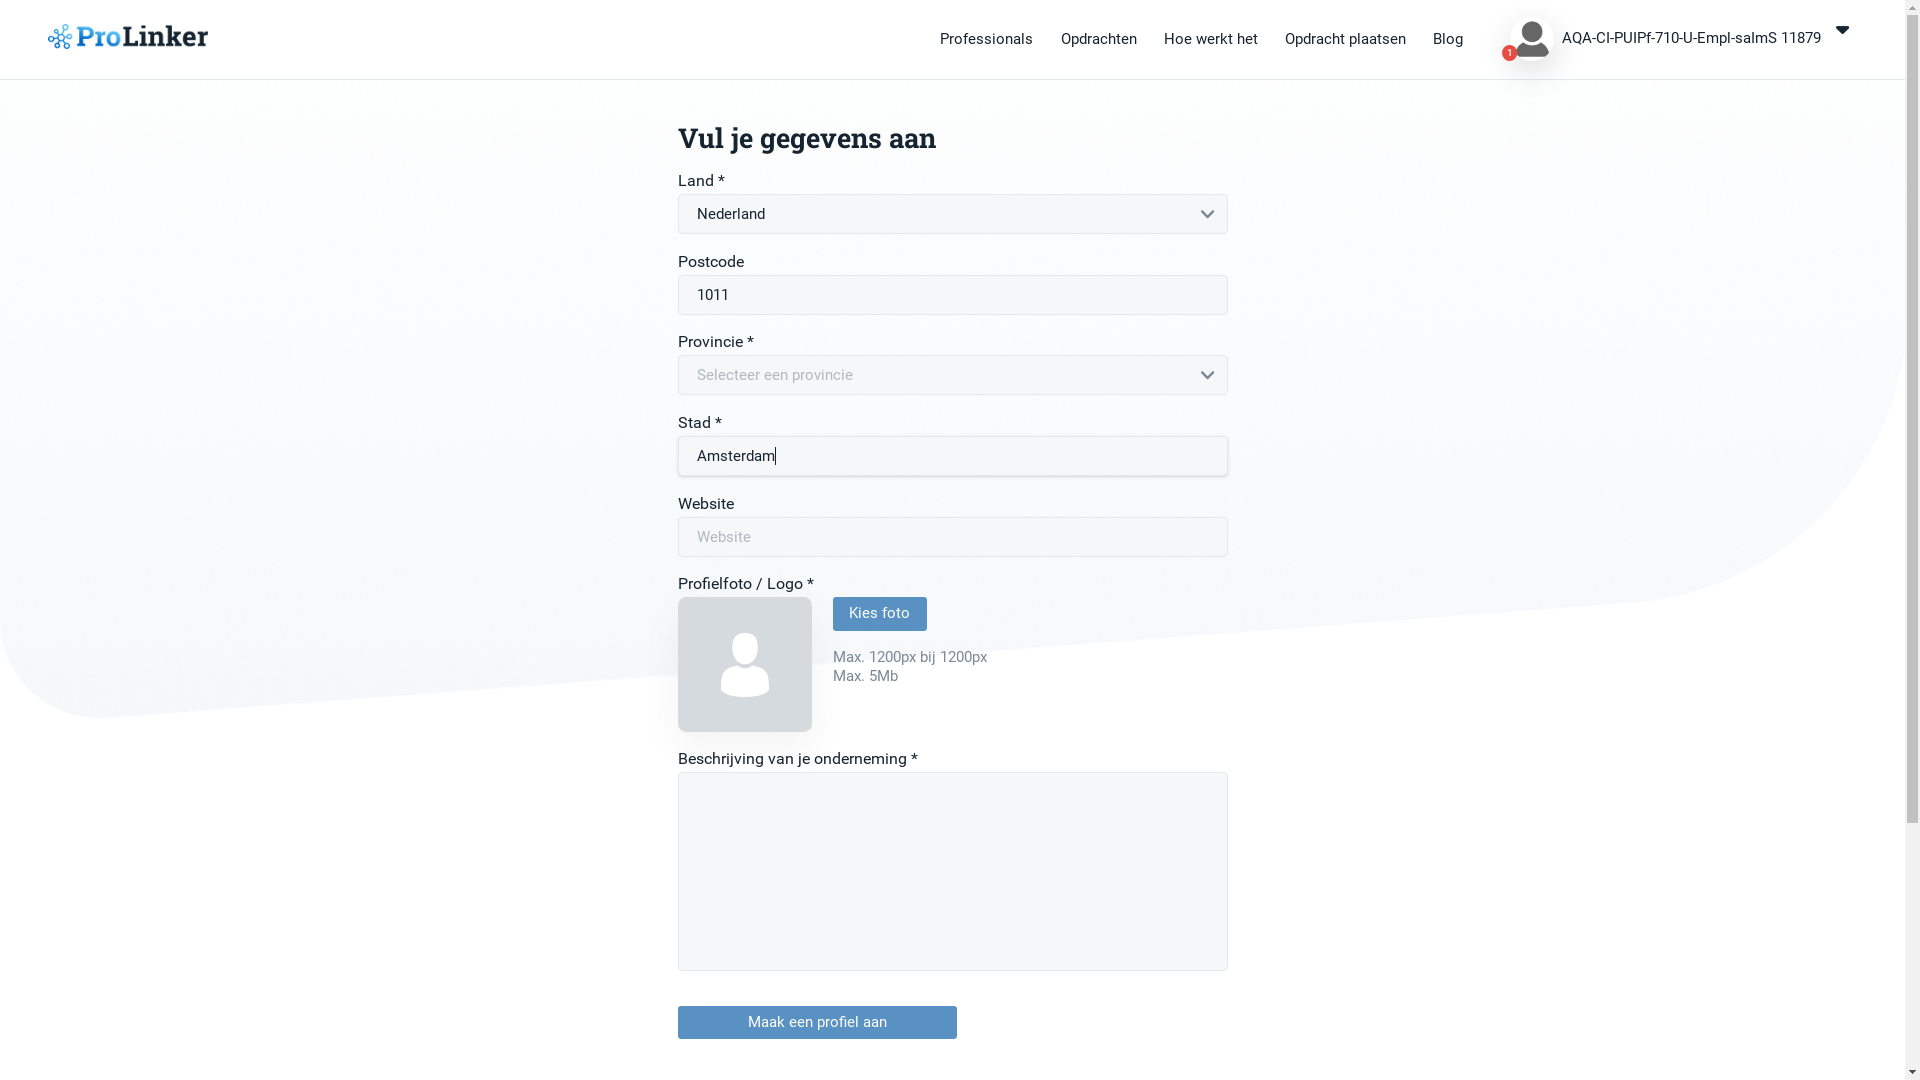 ProLinker
Professionals
Opdrachten
Hoe werkt het
Opdracht plaatsen
Blog
1
AQA-CI-PUIPf-710-U-Empl-saImS 11879
Vul je gegevens aan
Land *
Nederland
Postcode
1011
Provincie *
Selecteer een provincie
Stad *
Amsterdam
Website
Website
Profielfoto / Logo *
Kies foto
Max. 1200px bij 1200px
Max. 5Mb
Beschrijving van je onderneming *
Maak een profiel aan